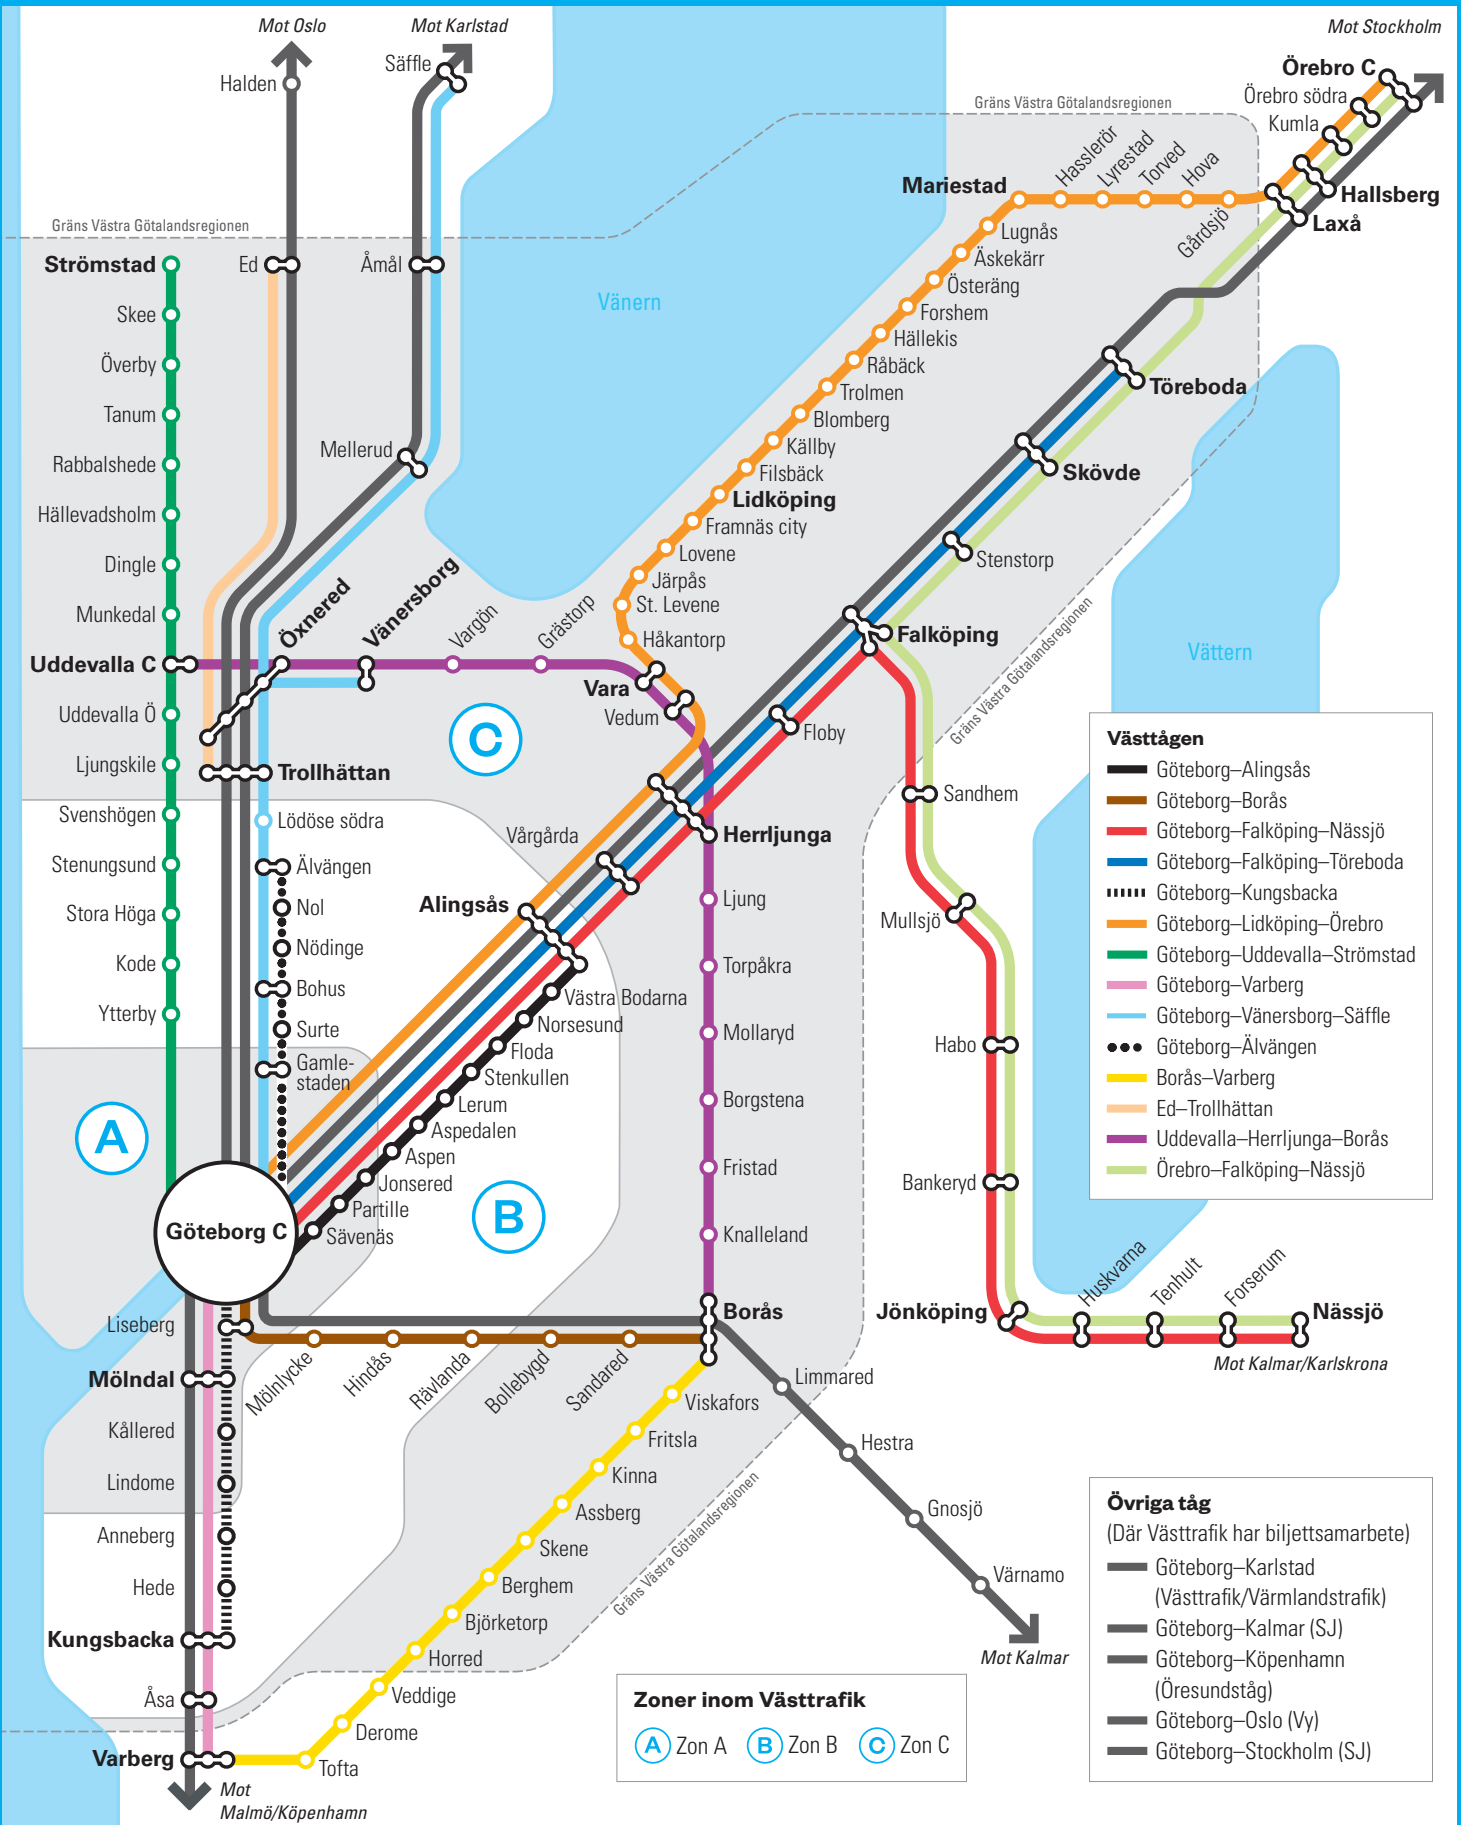 Mot Oslo
Mot Karlstad
Mot Stockholm
Säffle
Halden
Örebro C
Örebro södra
Kumla
Gräns Västra Götalandsregionen
Hasslerör
Lyrestad
Torved
Hova
Mariestad
Hallsberg
Laxå
Gårdsjö
Gräns Västra Götalandsregionen
Lugnås
Äskekärr
Österäng
Forshem
Hällekis
Råbäck
Trolmen
Blomberg
Källby
Filsbäck
Lidköping
Framnäs city
Lovene
Järpås
St. Levene
Håkantorp
Vänern
Strömstad
Ed
Åmål
Skee
Överby
Tanum
Rabbalshede
Hällevadsholm
Dingle
Munkedal
Mellerud
Uddevalla C
Öxnered
Vänersborg
Vargön
Grästorp
Vara
Vedum
Uddevalla Ö
Ljungskile
Svenshögen
Stenungsund
Stora Höga
Kode
Ytterby
Trollhättan
Lödöse södra
Älvängen
Nol
Nödinge
Bohus
Surte
Gamle-
staden
C
Töreboda
Skövde
Stenstorp
Falköping
Floby
Gräns Västra Götalandsregionen
Vättern
Vårgårda
Herrljunga
Alingsås
Ljung
Torpåkra
Mollaryd
Borgstena
Fristad
Knalleland
Borås
Västra Bodarna
Norsesund
Floda
Stenkullen
Lerum
Aspedalen
Aspen
Jonsered
Partille
Sävenäs
A
B
Göteborg C
Sandhem
Mullsjö
Habo
Bankeryd
Jönköping
Huskvarna
Tenhult
Forserum
Nässjö
Mot Kalmar/Karlskrona
Västtågen
Göteborg–Alingsås
Göteborg–Borås
Göteborg–Falköping–Nässjö
Göteborg–Falköping–Töreboda
Göteborg–Kungsbacka
Göteborg–Lidköping–Örebro
Göteborg–Uddevalla–Strömstad
Göteborg–Varberg
Göteborg–Vänersborg–Säffle
Göteborg–Älvängen
Borås–Varberg
Ed–Trollhättan
Uddevalla–Herrljunga–Borås
Örebro–Falköping–Nässjö
Liseberg
Mölndal
Kållered
Lindome
Anneberg
Hede
Kungsbacka
Åsa
Varberg
Mot
Malmö/Köpenhamn
Mölnlycke
Hindås
Rävlanda
Bollebygd
Sandared
Viskafors
Fritsla
Kinna
Assberg
Skene
Berghem
Björketorp
Horred
Veddige
Derome
Tofta
Gräns Västra Götalandsregionen
Limmared
Hestra
Gnosjö
Värnamo
Mot Kalmar
Zoner inom Västtrafik
A Zon A B Zon B C Zon C
Övriga tåg
(Där Västtrafik har biljettsamarbete)
Göteborg–Karlstad
(Västtrafik/Värmlandstrafik)
Göteborg–Kalmar (SJ)
Göteborg–Köpenhamn
(Öresundståg)
Göteborg–Oslo (Vy)
Göteborg–Stockholm (SJ)